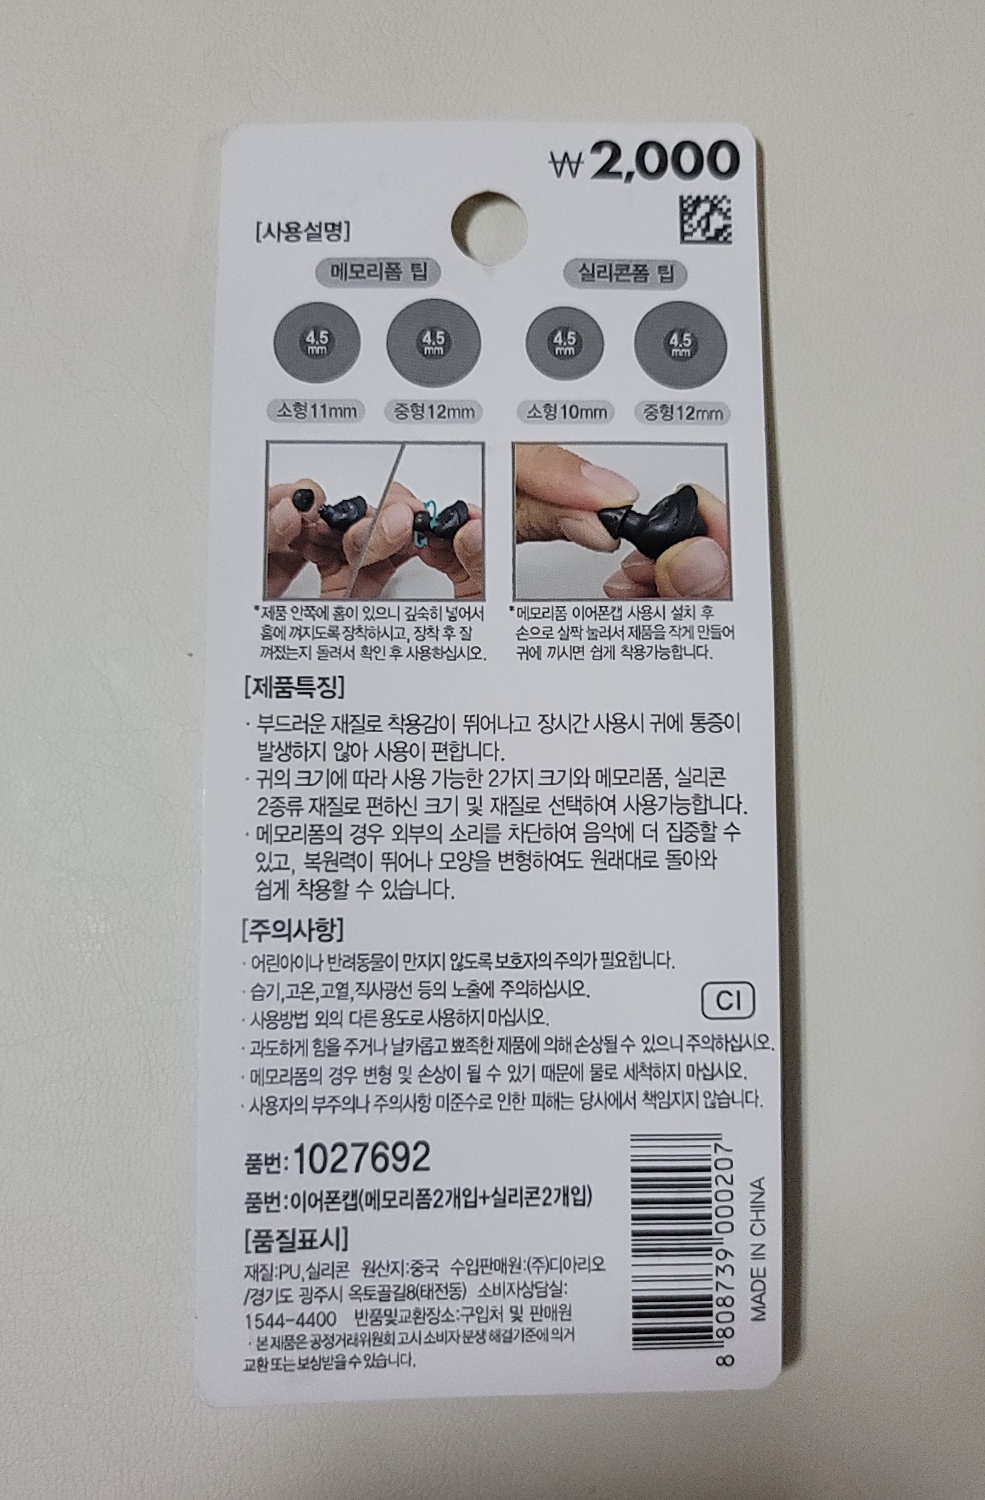 ₩2,000
[사용설명]
메모리폼 팁
실리콘폼 팁
4.5 mm
4.5 mm
4.5 mm
4.5 mm
소형11mm
중형12mm
소형10mm
중형12mm
*제품 안쪽에 홈이 있으니 깊숙히 넣어서
홈에 껴지도록 장착하시고, 장착 후 잘
껴졌는지 돌려서 확인 후 사용하십시오.
*메모리폼 이어폰캡 사용시 설치 후
손으로 살짝 눌러서 제품을 작게 만들어
귀에 끼시면 쉽게 착용가능합니다.
[제품특징]
· 부드러운 재질로 착용감이 뛰어나고 장시간 사용시 귀에 통증이
발생하지 않아 사용이 편합니다.
· 귀의 크기에 따라 사용 가능한 2가지 크기와 메모리폼, 실리콘
2종류 재질로 편하신 크기 및 재질로 선택하여 사용가능합니다.
· 메모리폼의 경우 외부의 소리를 차단하여 음악에 더 집중할 수
있고, 복원력이 뛰어나 모양을 변형하여도 원래대로 돌아와
쉽게 착용할 수 있습니다.
[주의사항]
· 어린아이나 반려동물이 만지지 않도록 보호자의 주의가 필요합니다.
· 습기,고온,고열,직사광선 등의 노출에 주의하십시오.
CI
· 사용방법 외의 다른 용도로 사용하지 마십시오.
· 과도하게 힘을 주거나 날카롭고 뾰족한 제품에 의해 손상될 수 있으니 주의하십시오.
· 메모리폼의 경우 변형 및 손상이 될 수 있기 때문에 물로 세척하지 마십시오.
· 사용자의 부주의나 주의사항 미준수로 인한 피해는 당사에서 책임지지 않습니다.
품번:1027692
품번:이어폰캡(메모리폼2개입+실리콘2개입)
[품질표시]
재질:PU,실리콘 원산지:중국 수입판매원:(주)디아리오
/경기도 광주시 옥토골길8(태전동) 소비자상담실:
1544-4400 반품및교환장소:구입처 및 판매원
· 본 제품은 공정거래위원회 고시 소비자 분쟁 해결기준에 의거
교환 또는 보상받을 수 있습니다.
8 808739 000207
MADE IN CHINA